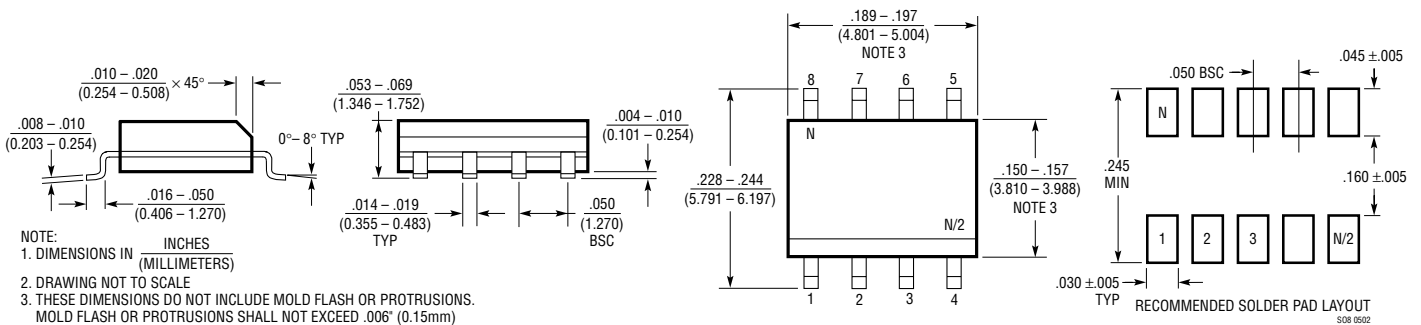 .010 – .020
(0.254 – 0.508)
× 45°
.008 – .010
(0.203 – 0.254)
0°– 8° TYP
.016 – .050
(0.406 – 1.270)
.053 – .069
(1.346 – 1.752)
.004 – .010
(0.101 – 0.254)
.014 – .019
(0.355 – 0.483)
TYP
.050
(1.270)
BSC
.189 – .197
(4.801 – 5.004)
NOTE 3
8 7 6 5
N
.228 – .244
(5.791 – 6.197)
.150 – .157
(3.810 – 3.988)
NOTE 3
N/2
1 2 3 4
.050 BSC
.045 ±.005
N
.245
MIN
.160 ±.005
1 2 3 N/2
.030 ±.005
TYP
RECOMMENDED SOLDER PAD LAYOUT
SO8 0502
NOTE:
1. DIMENSIONS IN INCHES
(MILLIMETERS)
2. DRAWING NOT TO SCALE
3. THESE DIMENSIONS DO NOT INCLUDE MOLD FLASH OR PROTRUSIONS.
MOLD FLASH OR PROTRUSIONS SHALL NOT EXCEED .006" (0.15mm)